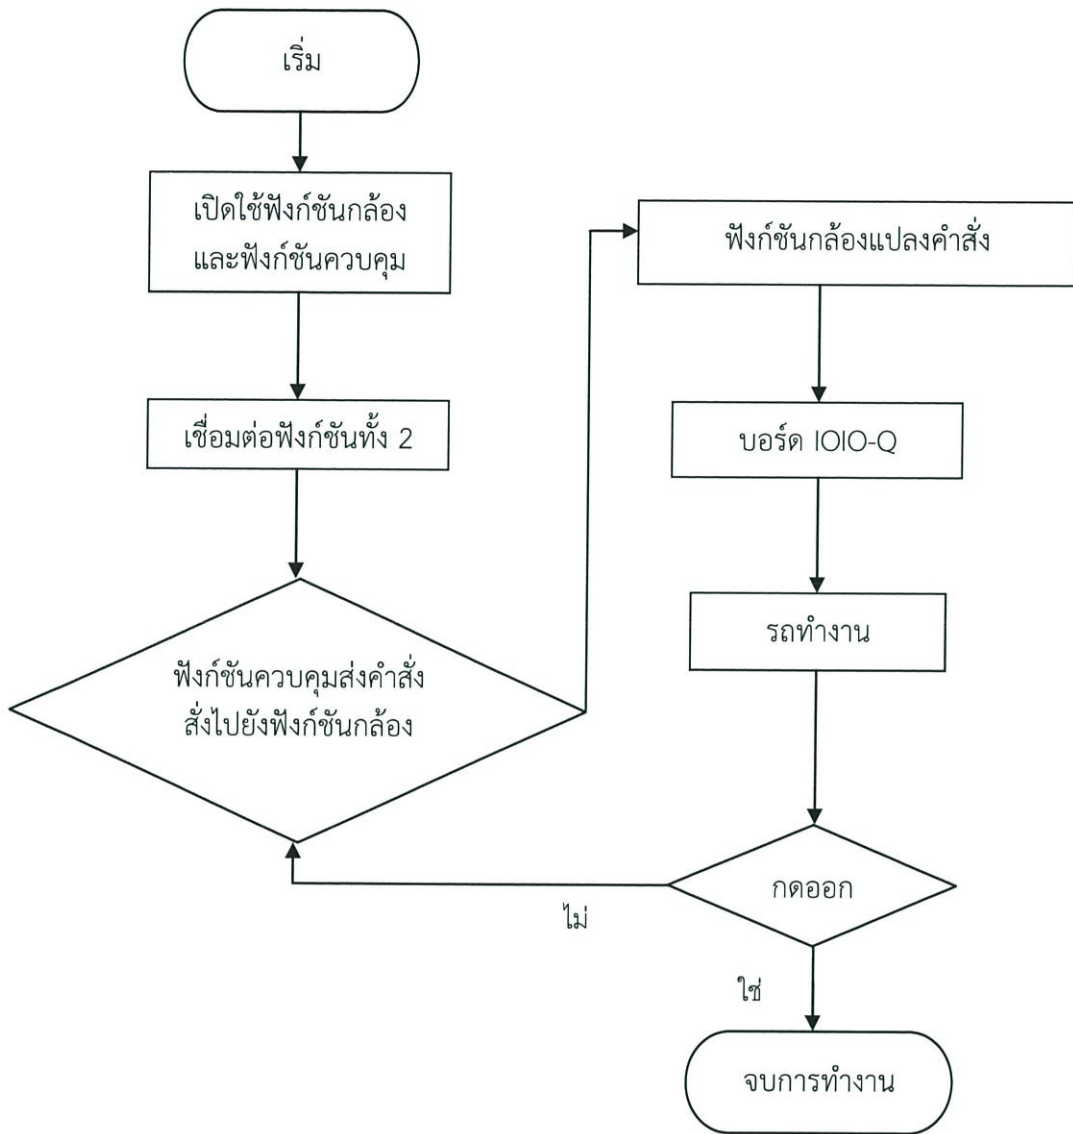 เริ่ม
เปิดใช้ฟังก์ชันกล้อง
และฟังก์ชันควบคุม
เชื่อมต่อฟังก์ชันทั้ง 2
ฟังก์ชันควบคุมส่งคำสั่ง
สั่งไปยังฟังก์ชันกล้อง
ฟังก์ชันกล้องแปลงคำสั่ง
บอร์ด IOIO-Q
รถทำงาน
กดออก
ไม่
ใช่
จบการทำงาน